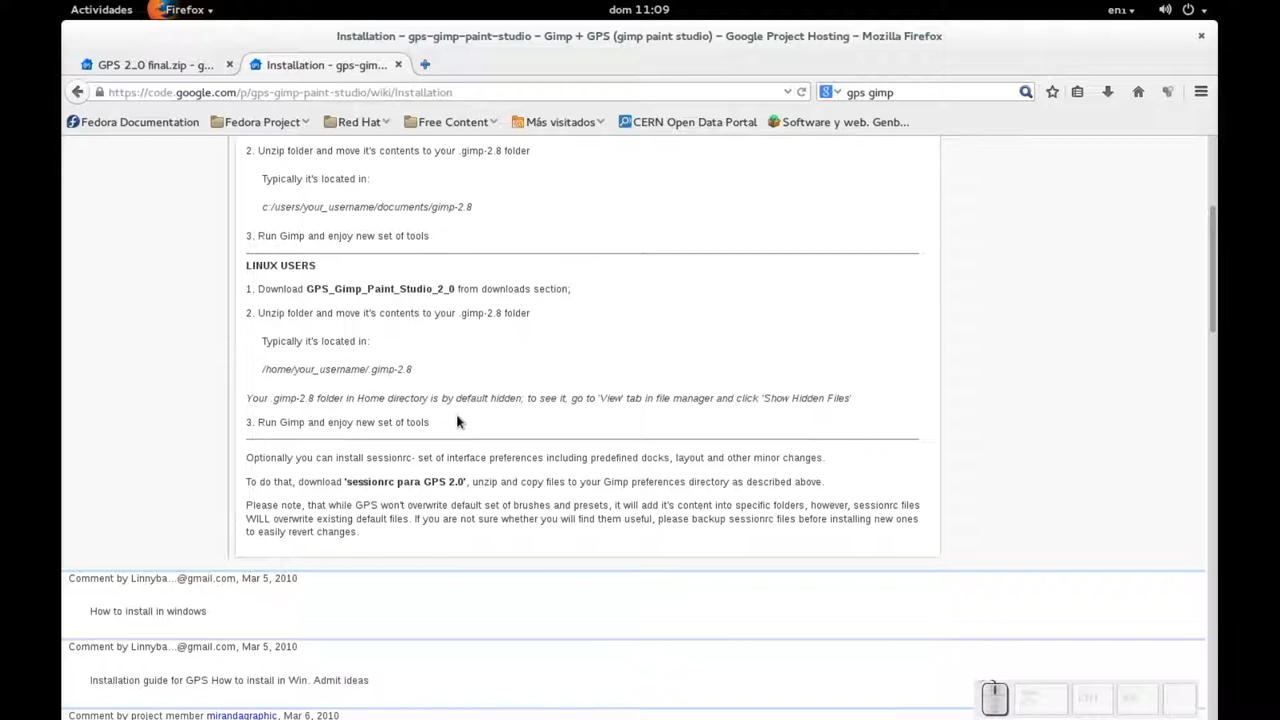 Actividades Firefox dom 11:09 en1
Installation – gps-gimp-paint-studio – Gimp + GPS (gimp paint studio) – Google Project Hosting – Mozilla Firefox
GPS 2_0 final.zip - g... Installation - gps-gim...
https://code.google.com/p/gps-gimp-paint-studio/wiki/Installation gps gimp
Fedora Documentation Fedora Project Red Hat Free Content Más visitados CERN Open Data Portal Software y web. Genb...
2. Unzip folder and move it's contents to your .gimp-2.8 folder
Typically it's located in:
c:/users/your_username/documents/gimp-2.8
3. Run Gimp and enjoy new set of tools
LINUX USERS
1. Download GPS_Gimp_Paint_Studio_2_0 from downloads section;
2. Unzip folder and move it's contents to your .gimp-2.8 folder
Typically it's located in:
/home/your_username/.gimp-2.8
Your .gimp-2.8 folder in Home directory is by default hidden; to see it, go to 'View' tab in file manager and click 'Show Hidden Files'
3. Run Gimp and enjoy new set of tools
Optionally you can install sessionrc- set of interface preferences including predefined docks, layout and other minor changes.
To do that, download 'sessionrc para GPS 2.0', unzip and copy files to your Gimp preferences directory as described above.
Please note, that while GPS won't overwrite default set of brushes and presets, it will add it's content into specific folders, however, sessionrc files
WILL overwrite existing default files. If you are not sure whether you will find them useful, please backup sessionrc files before installing new ones
to easily revert changes.
Comment by Linnyba...@gmail.com, Mar 5, 2010
How to install in windows
Comment by Linnyba...@gmail.com, Mar 5, 2010
Installation guide for GPS How to install in Win. Admit ideas
Comment by project member mirandagraphic, Mar 6, 2010